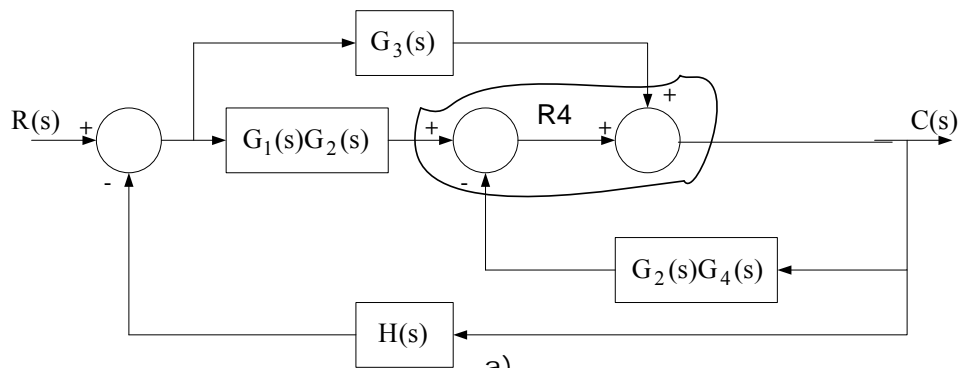 G₃(s)
+
R(s)
+
G₁(s)G₂(s)
+
R4
+
C(s)
-
-
G₂(s)G₄(s)
H(s)
a)